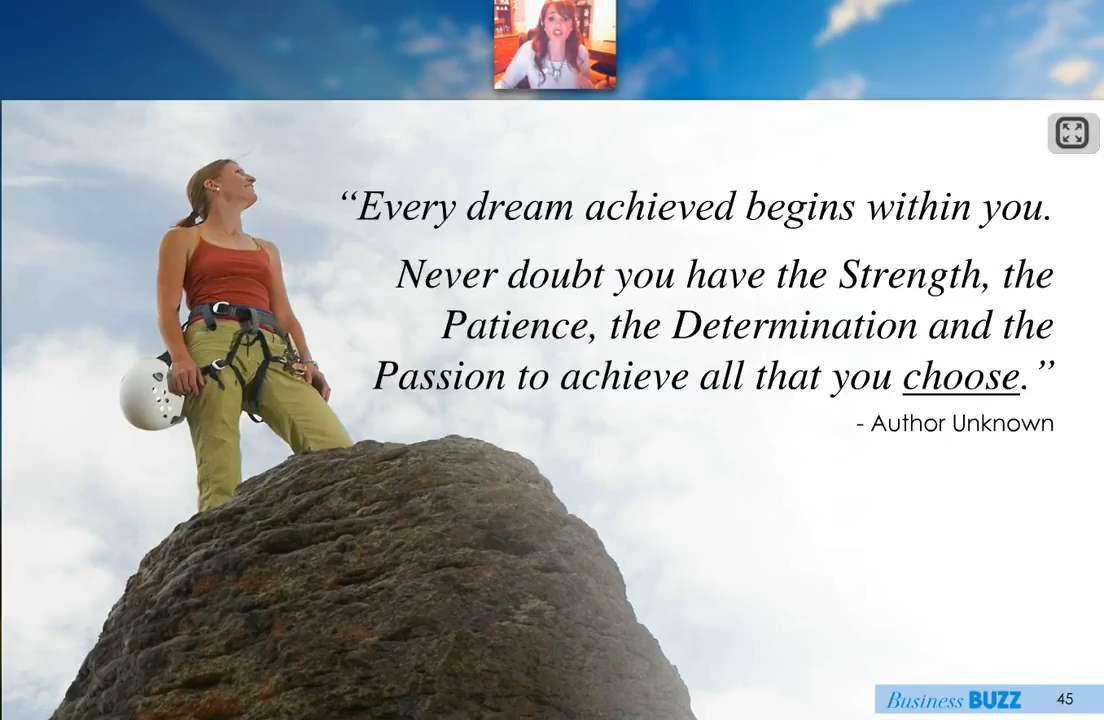 “Every dream achieved begins within you.
Never doubt you have the Strength, the
Patience, the Determination and the
Passion to achieve all that you choose.”
- Author Unknown
Business BUZZ 45